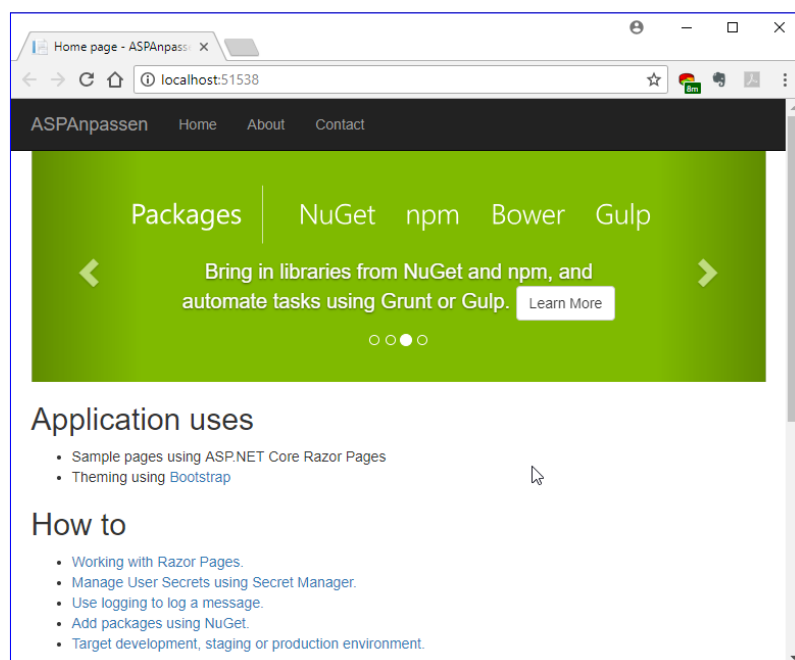 Home page - ASPAnpass
localhost:51538
8m
ASPAnpassen Home About Contact
Packages NuGet npm Bower Gulp
Bring in libraries from NuGet and npm, and
automate tasks using Grunt or Gulp. Learn More
Application uses
Sample pages using ASP.NET Core Razor Pages
Theming using Bootstrap
How to
Working with Razor Pages.
Manage User Secrets using Secret Manager.
Use logging to log a message.
Add packages using NuGet.
Target development, staging or production environment.